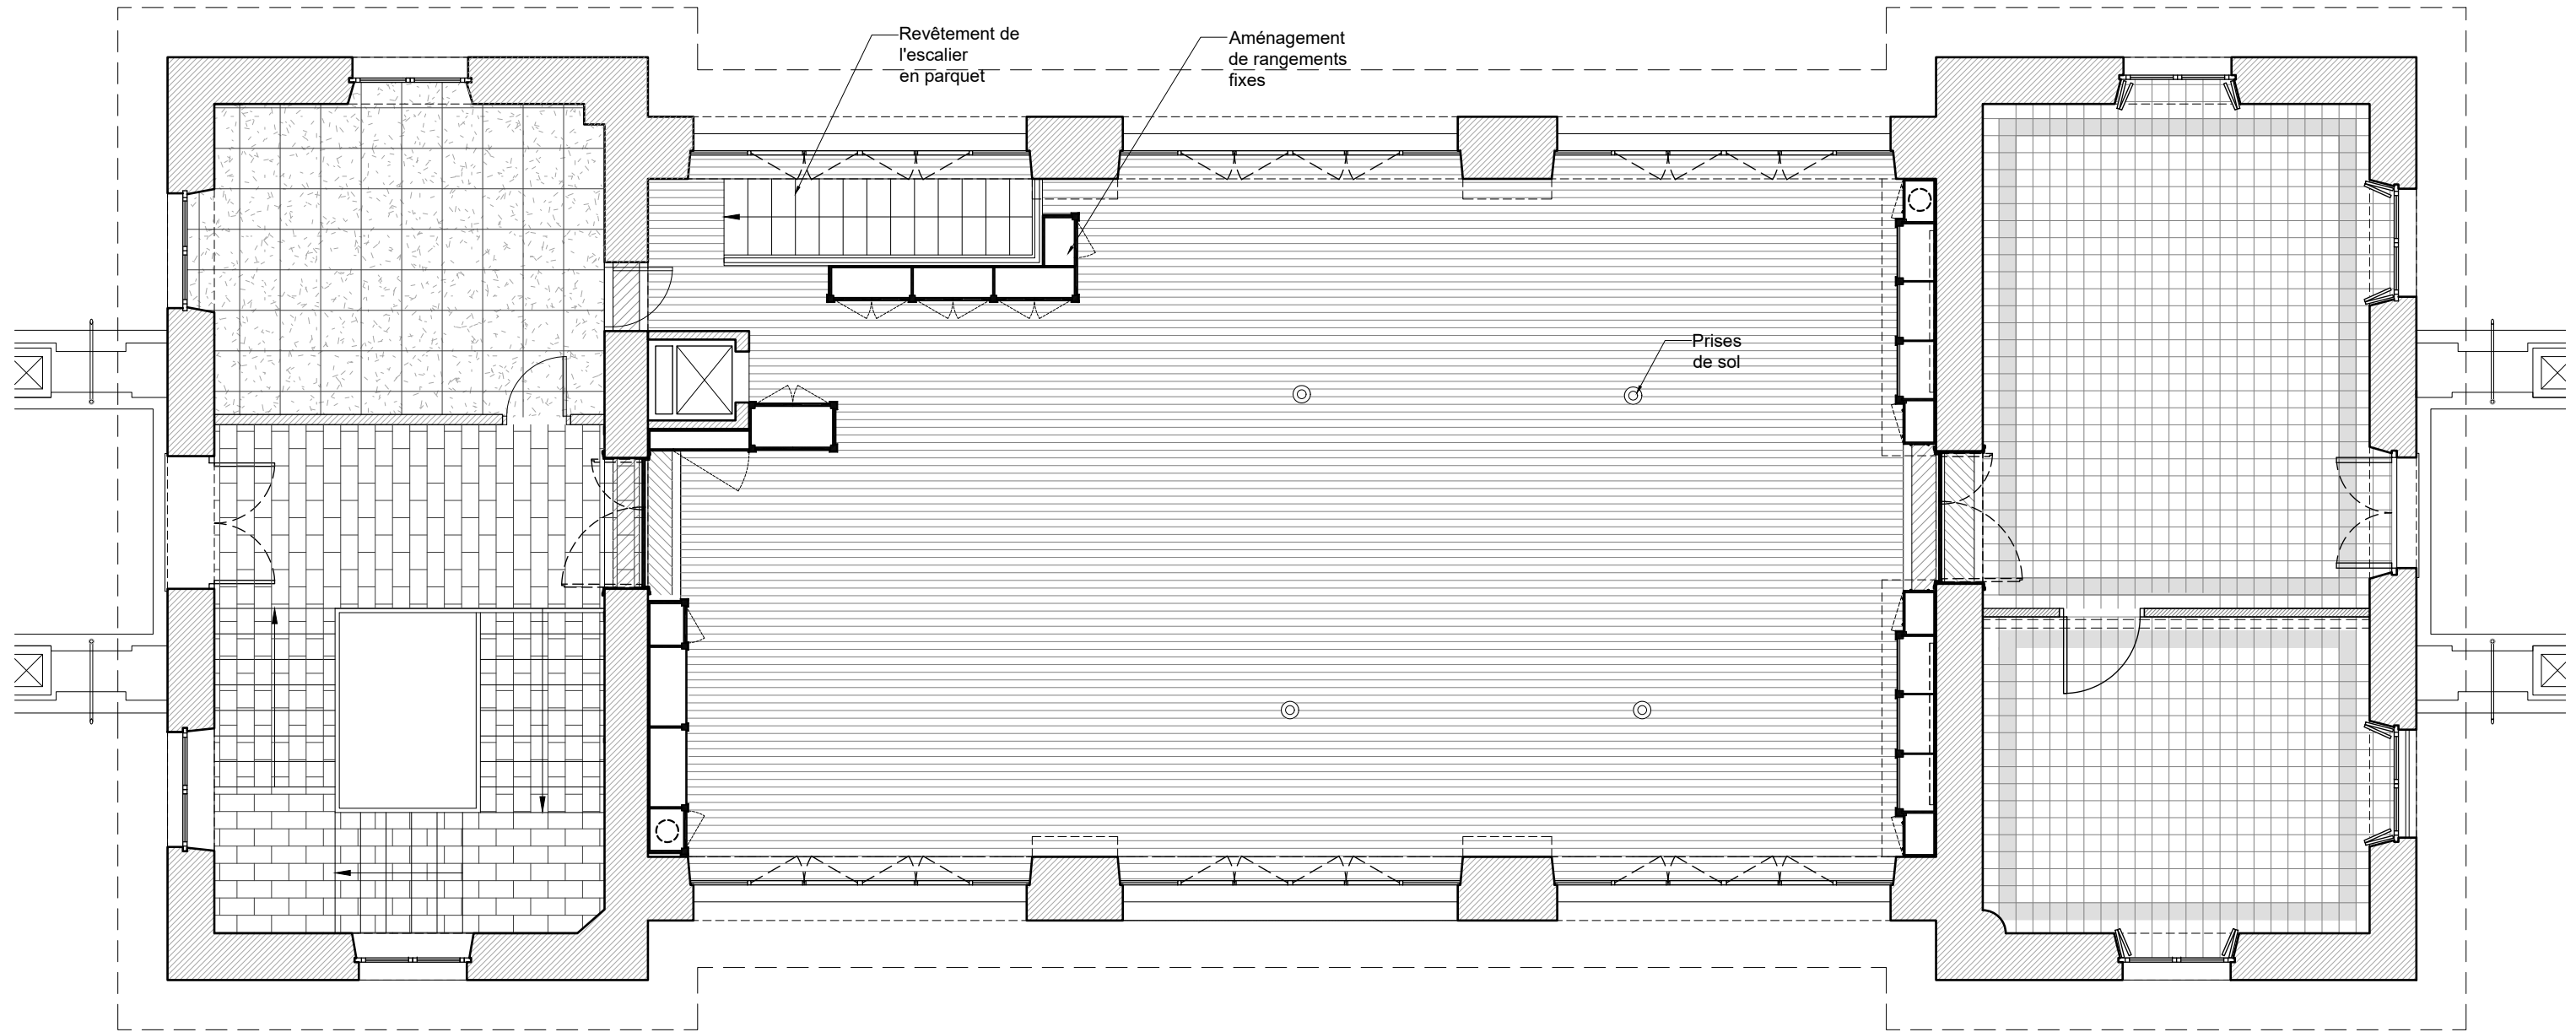 Revêtement de
l'escalier
en parquet
Aménagement
de rangements
fixes
Prises
de sol